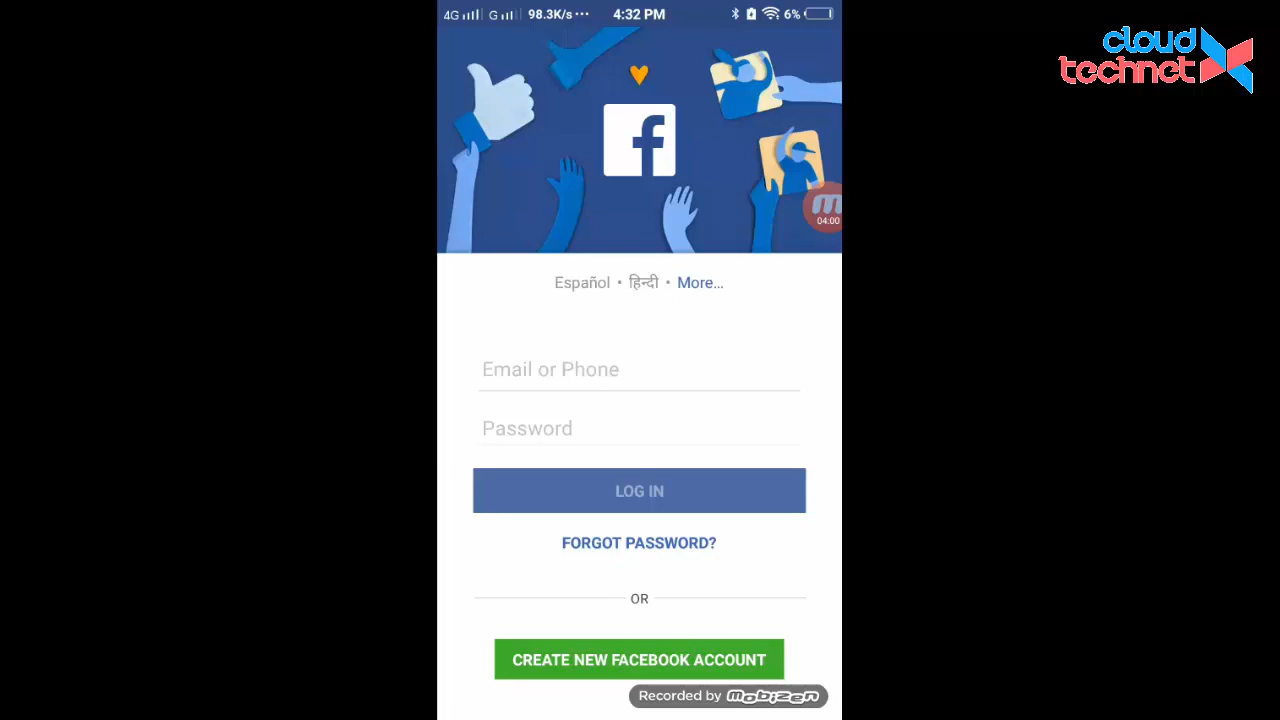 4G G 98.3K/s ··· 4:32 PM 6%
cloud
technet
f
m
04:00
Español • हिन्दी • More...
Email or Phone
Password
LOG IN
FORGOT PASSWORD?
OR
CREATE NEW FACEBOOK ACCOUNT
Recorded by mobizen